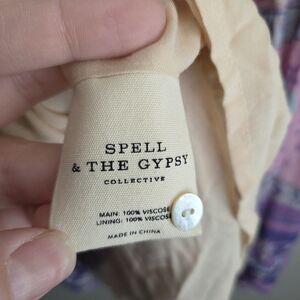 SPELL
& THE GYPSY
COLLECTIVE
MAIN: 100% VISCOSE
LINING: 100% VISCOSE
MADE IN CHINA